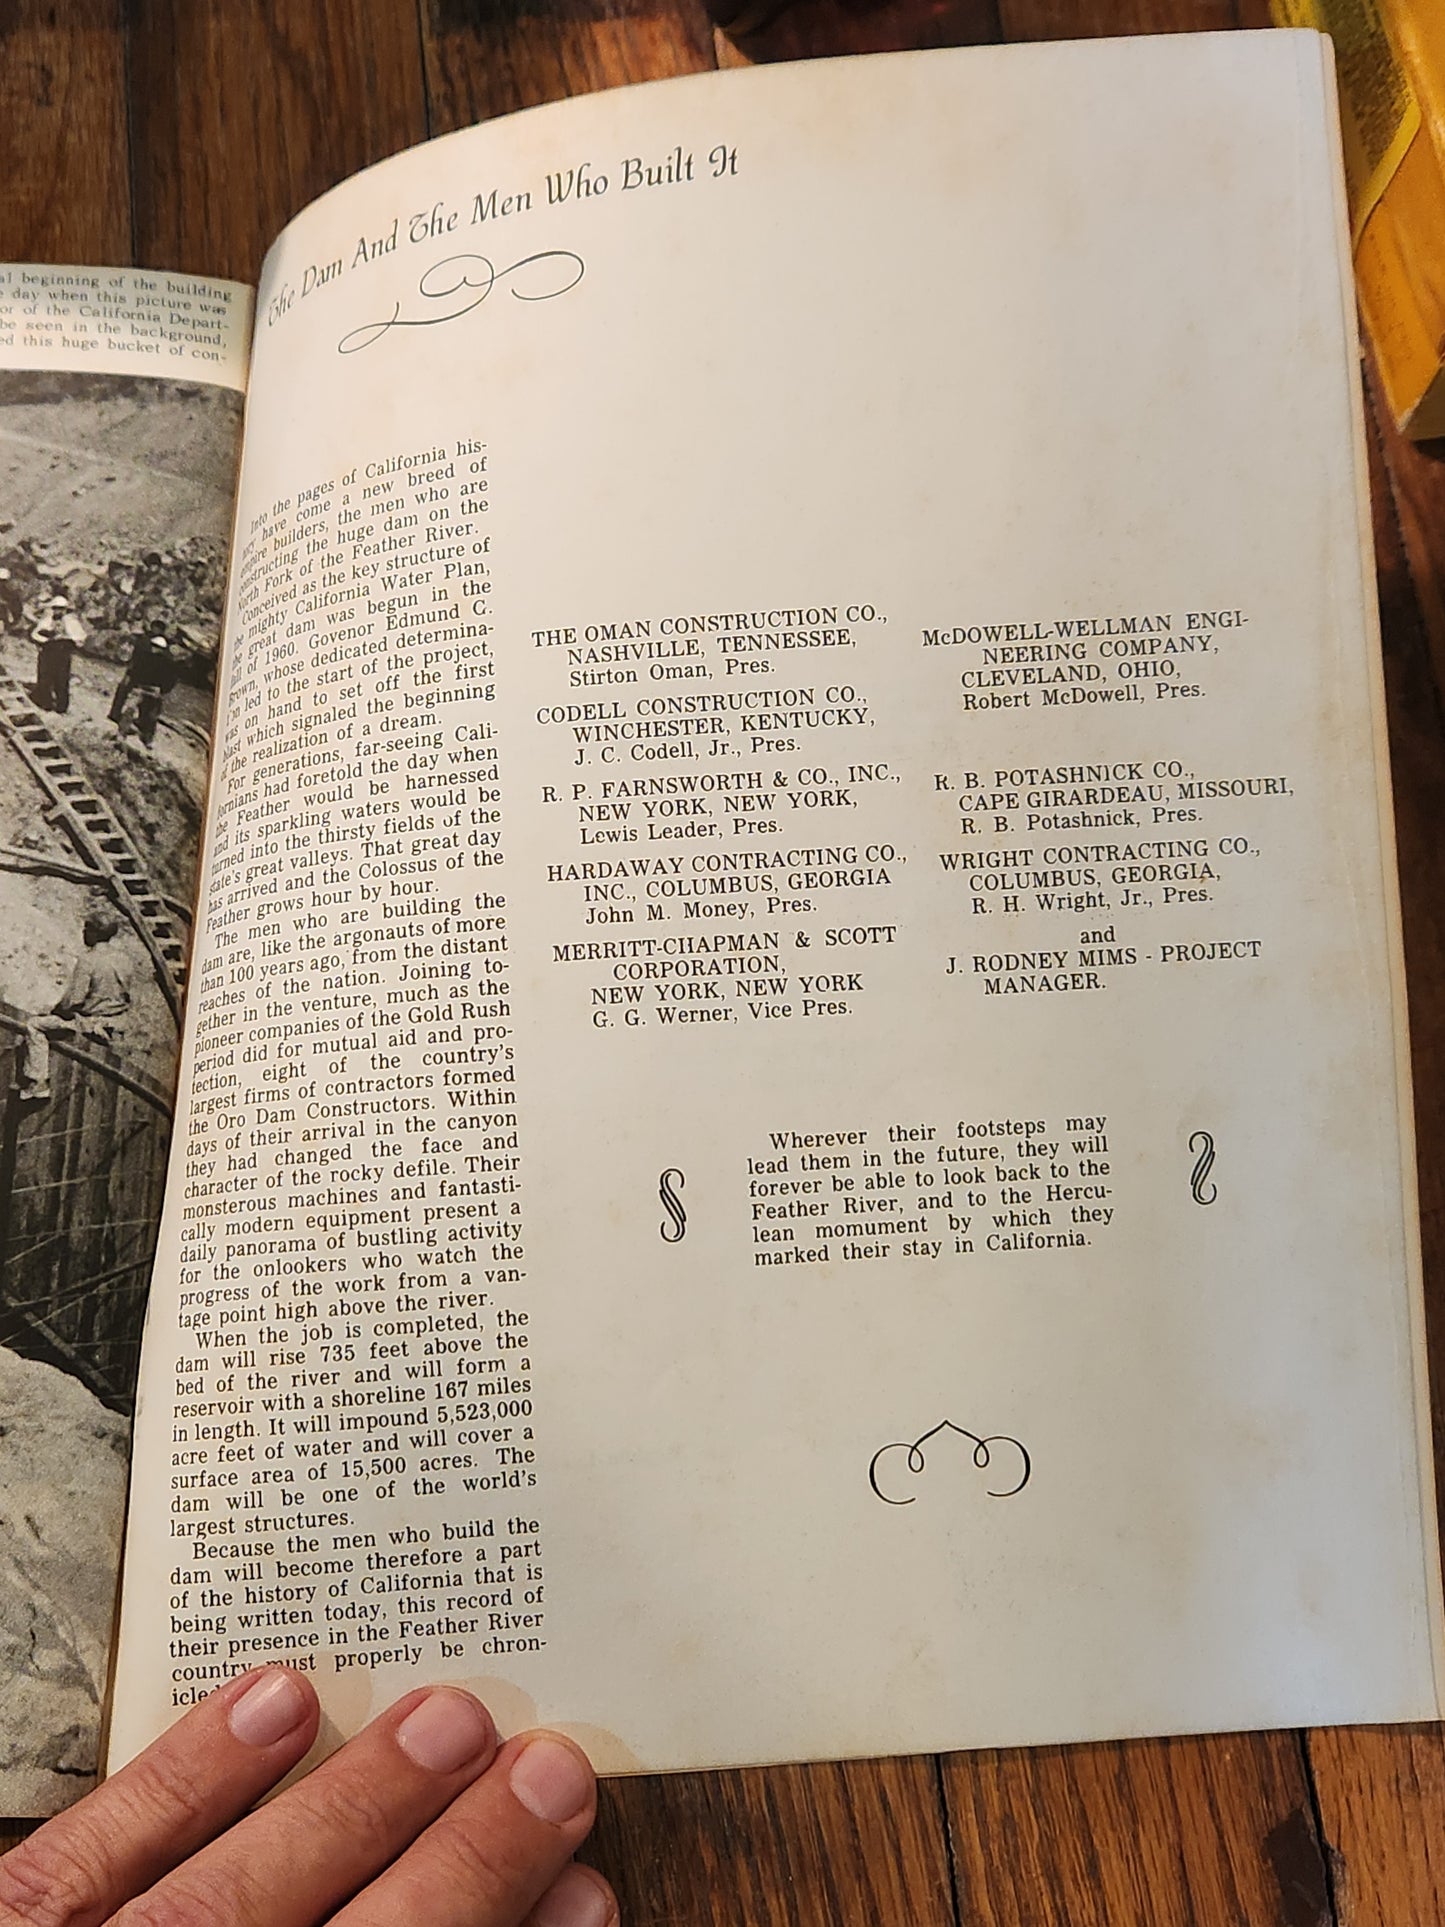 al beginning of the building
day when this picture was
or of the California Depart-
be seen in the background,
ed this huge bucket of con-
The Dam And The Men Who Built It
Into the pages of California his-
tory have come a new breed of
empire builders, the men who are
constructing the huge dam on the
North Fork of the Feather River.
Conceived as the key structure of
the mighty California Water Plan,
the great dam was begun in the
fall of 1960. Govenor Edmund G.
Brown, whose dedicated determina-
tion led to the start of the project,
was on hand to set off the first
blast which signaled the beginning
of the realization of a dream.
For generations, far-seeing Cali-
fornians had foretold the day when
the Feather would be harnessed
and its sparkling waters would be
turned into the thirsty fields of the
state's great valleys. That great day
has arrived and the Colossus of the
Feather grows hour by hour.
The men who are building the
dam are, like the argonauts of more
than 100 years ago, from the distant
reaches of the nation. Joining to-
gether in the venture, much as the
pioneer companies of the Gold Rush
period did for mutual aid and pro-
tection, eight of the country's
largest firms of contractors formed
the Oro Dam Constructors. Within
days of their arrival in the canyon
they had changed the face and
character of the rocky defile. Their
monsterous machines and fantasti-
cally modern equipment present a
daily panorama of bustling activity
for the onlookers who watch the
progress of the work from a van-
tage point high above the river.
When the job is completed, the
dam will rise 735 feet above the
bed of the river and will form a
reservoir with a shoreline 167 miles
in length. It will impound 5,523,000
acre feet of water and will cover a
surface area of 15,500 acres. The
dam will be one of the world's
largest structures.
Because the men who build the
dam will become therefore a part
of the history of California that is
being written today, this record of
their presence in the Feather River
country must properly be chron-
icled
THE OMAN CONSTRUCTION CO.,
NASHVILLE, TENNESSEE,
Stirton Oman, Pres.
CODELL CONSTRUCTION CO.,
WINCHESTER, KENTUCKY,
J. C. Codell, Jr., Pres.
R. P. FARNSWORTH & CO., INC.,
NEW YORK, NEW YORK,
Lewis Leader, Pres.
HARDAWAY CONTRACTING CO.,
INC., COLUMBUS, GEORGIA
John M. Money, Pres.
MERRITT-CHAPMAN & SCOTT
CORPORATION,
NEW YORK, NEW YORK
G. G. Werner, Vice Pres.
McDOWELL-WELLMAN ENGI-
NEERING COMPANY,
CLEVELAND, OHIO,
Robert McDowell, Pres.
R. B. POTASHNICK CO.,
CAPE GIRARDEAU, MISSOURI,
R. B. Potashnick, Pres.
WRIGHT CONTRACTING CO.,
COLUMBUS, GEORGIA,
R. H. Wright, Jr., Pres.
and
J. RODNEY MIMS - PROJECT
MANAGER.
Wherever their footsteps may
lead them in the future, they will
forever be able to look back to the
Feather River, and to the Hercu-
lean momument by which they
marked their stay in California.